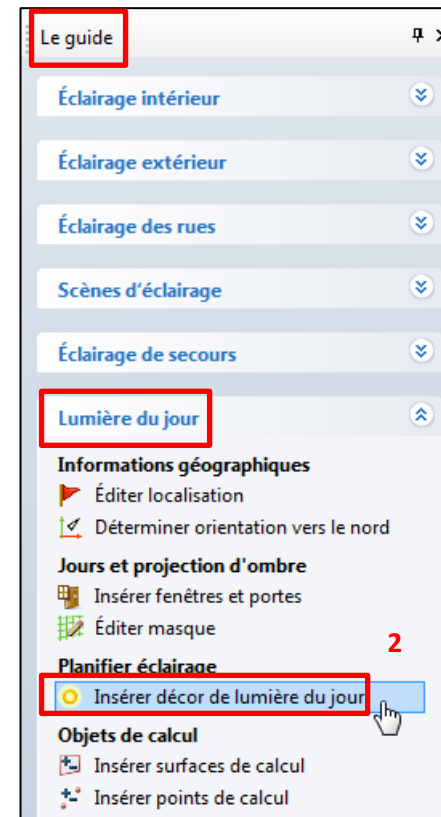 Le guide
Éclairage intérieur
Éclairage extérieur
Éclairage des rues
Scènes d'éclairage
Éclairage de secours
Lumière du jour
Informations géographiques
Éditer localisation
Déterminer orientation vers le nord
Jours et projection d'ombre
Insérer fenêtres et portes
Éditer masque
2
Planifier éclairage
Insérer décor de lumière du jour
Objets de calcul
Insérer surfaces de calcul
Insérer points de calcul